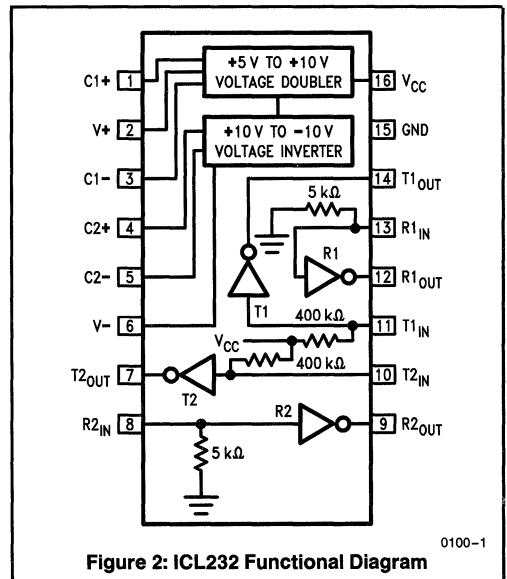 +5 V TO +10 V
VOLTAGE DOUBLER
+10 V TO −10 V
VOLTAGE INVERTER
C1+ 1
V+ 2
C1− 3
C2+ 4
C2− 5
V− 6
T2OUT 7
R2IN 8
16 VCC
15 GND
14 T1OUT
13 R1IN
12 R1OUT
11 T1IN
10 T2IN
9 R2OUT
5 kΩ
R1
T1
400 kΩ
VCC
400 kΩ
T2
R2
5 kΩ
0100–1
Figure 2: ICL232 Functional Diagram